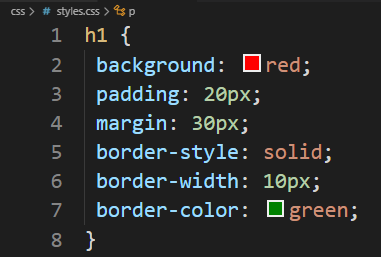 css > # styles.css > p
1 h1 {
2 background: red;
3 padding: 20px;
4 margin: 30px;
5 border-style: solid;
6 border-width: 10px;
7 border-color: green;
8 }